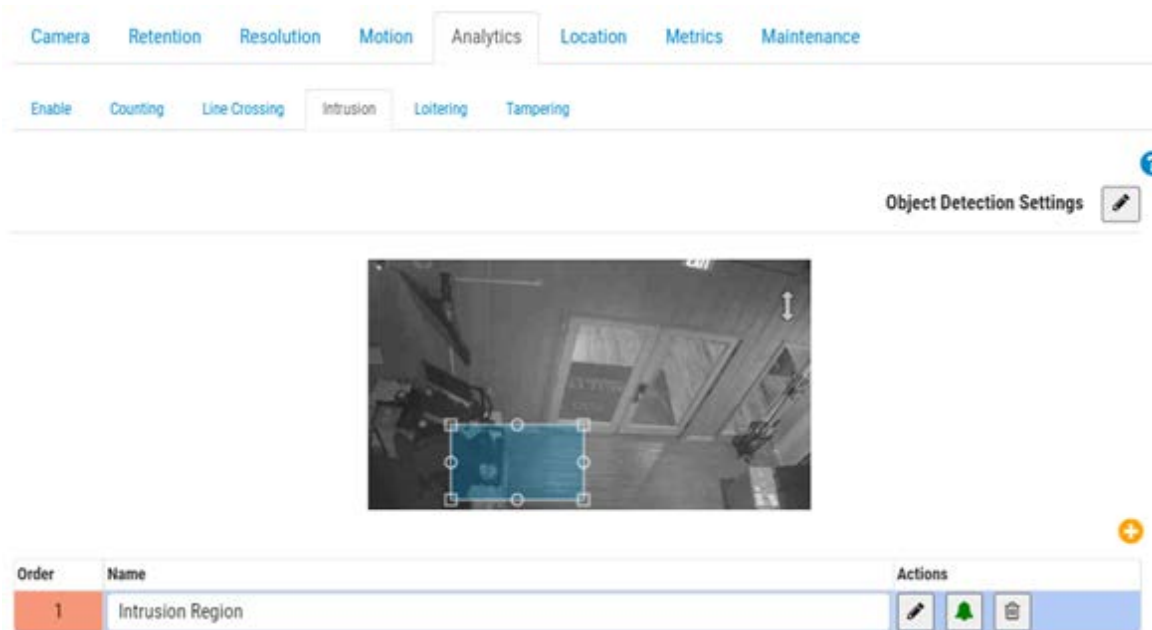 Camera Retention Resolution Motion Analytics Location Metrics Maintenance
Enable Counting Line Crossing Intrusion Loitering Tampering
Object Detection Settings
Order Name Actions
1 Intrusion Region